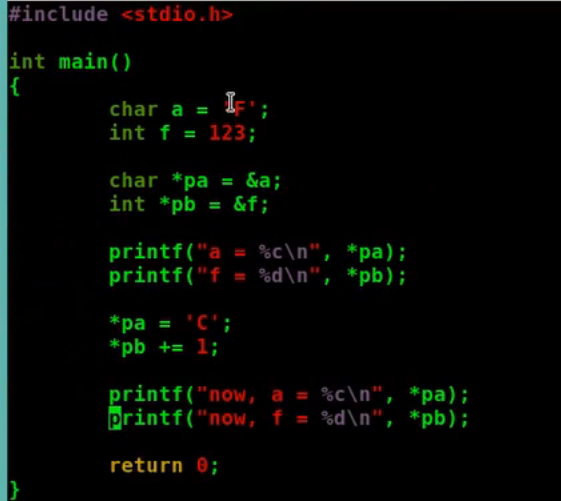 #include <stdio.h>
int main()
{
char a = 'F';
int f = 123;
char *pa = &a;
int *pb = &f;
printf("a = %c\n", *pa);
printf("f = %d\n", *pb);
*pa = 'C';
*pb += 1;
printf("now, a = %c\n", *pa);
printf("now, f = %d\n", *pb);
return 0;
}